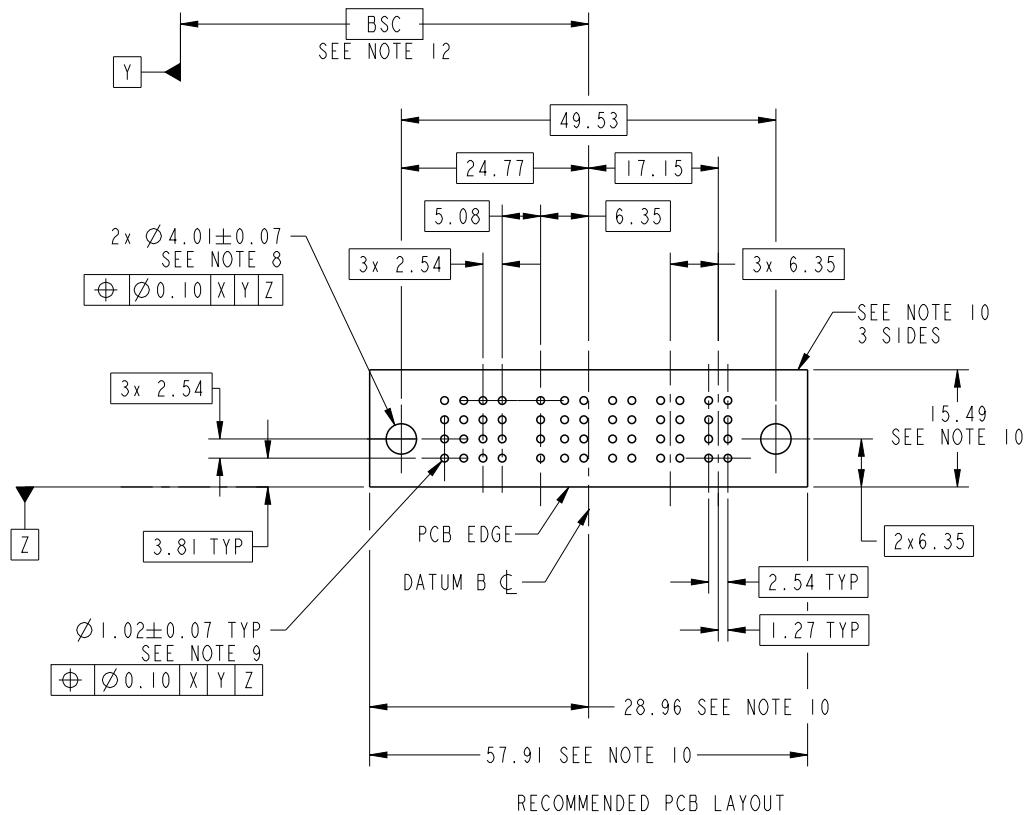 BSC
SEE NOTE 12
Y
49.53
24.77
17.15
5.08
6.35
2x Ø4.01±0.07
SEE NOTE 8
⌖ Ø0.10 X Y Z
3x 2.54
3x 6.35
SEE NOTE 10
3 SIDES
3x 2.54
15.49
SEE NOTE 10
Z
3.81 TYP
PCB EDGE
2x6.35
DATUM B ℄
2.54 TYP
Ø1.02±0.07 TYP
SEE NOTE 9
⌖ Ø0.10 X Y Z
1.27 TYP
28.96 SEE NOTE 10
57.91 SEE NOTE 10
RECOMMENDED PCB LAYOUT